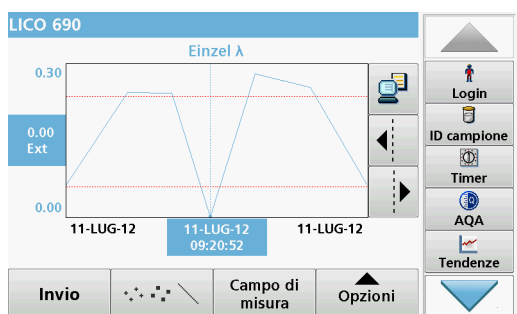 LICO 690
Einzel λ
0.30
0.00
Ext
0.00
11-LUG-12
11-LUG-12
09:20:52
11-LUG-12
Invio
Campo di
misura
Opzioni
Login
ID campione
Timer
AQA
Tendenze